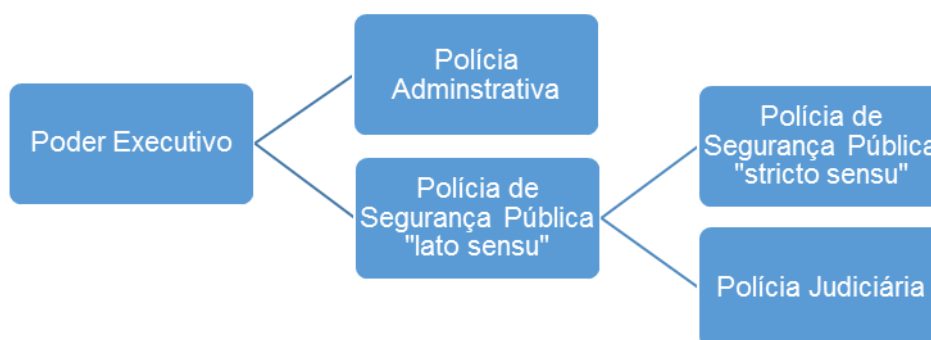 Poder Executivo
Polícia
Adminstrativa
Polícia de
Segurança Pública
"lato sensu"
Polícia de
Segurança Pública
"stricto sensu"
Polícia Judiciária